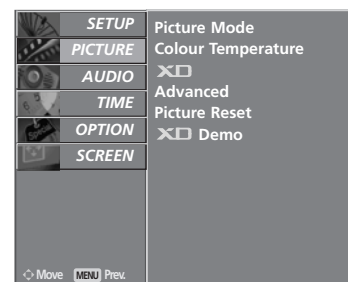 SETUP
PICTURE
AUDIO
TIME
OPTION
SCREEN
Move MENU Prev.
Picture Mode
Colour Temperature
XD
Advanced
Picture Reset
XD Demo